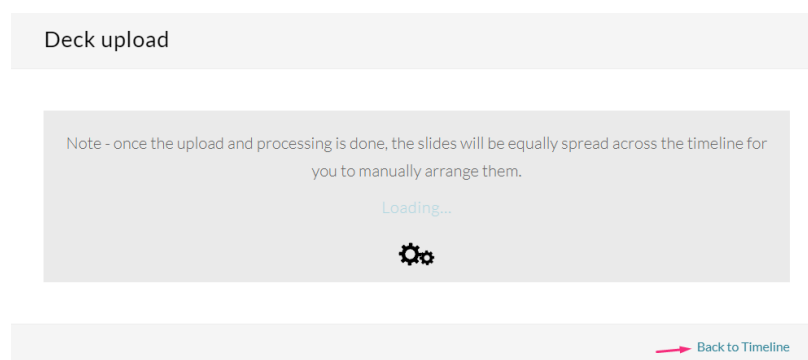 Deck upload
Note - once the upload and processing is done, the slides will be equally spread across the timeline for
you to manually arrange them.
Loading...
Back to Timeline